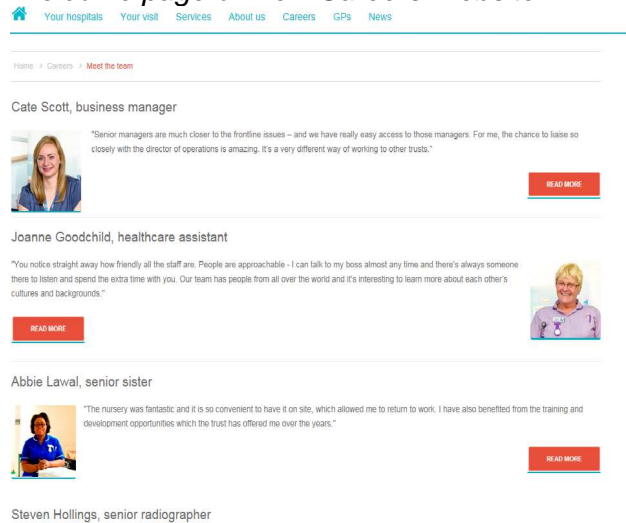 Your hospitals Your visit Services About us Careers GPs News
Home > Careers > Meet the team
Cate Scott, business manager
"Senior managers are much closer to the frontline issues – and we have really easy access to those managers. For me, the chance to liaise so
closely with the director of operations is amazing. It's a very different way of working to other trusts."
READ MORE
Joanne Goodchild, healthcare assistant
"You notice straight away how friendly all the staff are. People are approachable - I can talk to my boss almost any time and there's always someone
there to listen and spend the extra time with you. Our team has people from all over the world and it's interesting to learn more about each other's
cultures and backgrounds."
READ MORE
Abbie Lawal, senior sister
"The nursery was fantastic and it is so convenient to have it on site, which allowed me to return to work. I have also benefited from the training and
development opportunities which the trust has offered me over the years."
READ MORE
Steven Hollings, senior radiographer